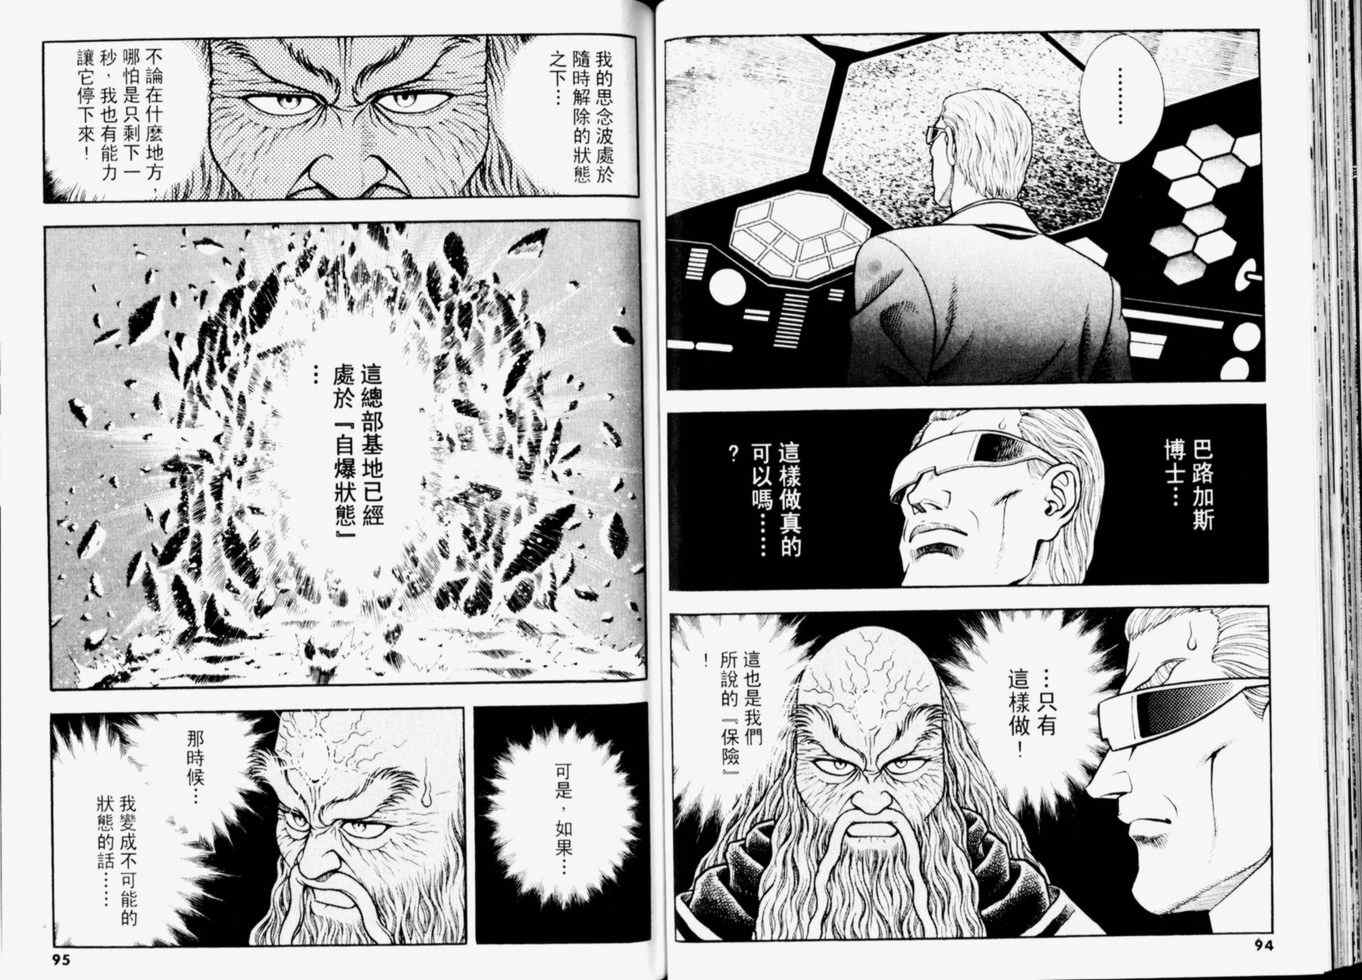 …………
巴路加斯
博士…
這樣做真的
可以嗎……
？
…只有
這樣做！
這也是我們
所說的『保險』
！
94
我的思念波處於
隨時解除的狀態
之下…
不論在什麼地方，
哪怕是只剩下一
秒，我也有能力
讓它停下來！
這總部基地已經
處於『自爆狀態』
…
可是，如果…
那時候…
我變成不可能的
狀態的話……
95